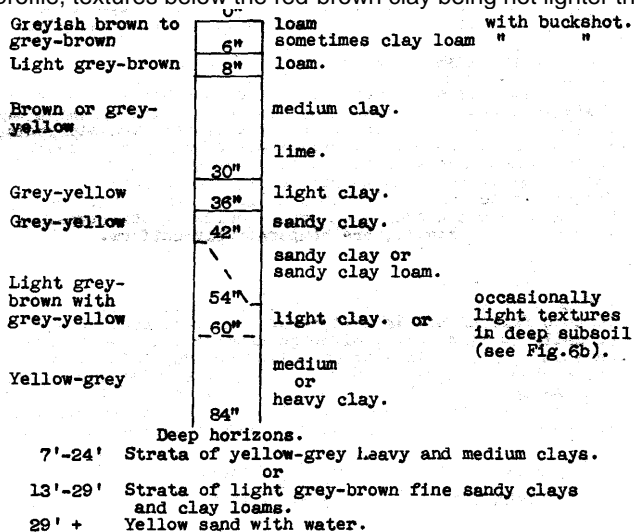 profile, textures below the red-brown clay being not lighter th
0"
Greyish brown to loam with buckshot.
grey-brown 6" sometimes clay loam " "
Light grey-brown 8" loam.
Brown or grey- medium clay.
yellow
lime.
30"
Grey-yellow 36" light clay.
Grey-yellow 42" sandy clay.
sandy clay or
sandy clay loam.
Light grey-
brown with 54" occasionally
grey-yellow 60" light clay. or light textures
in deep subsoil
(see Fig.6b).
medium
Yellow-grey or
heavy clay.
84"
Deep horizons.
7'-24' Strata of yellow-grey heavy and medium clays.
or
13'-29' Strata of light grey-brown fine sandy clays
and clay loams.
29' + Yellow sand with water.